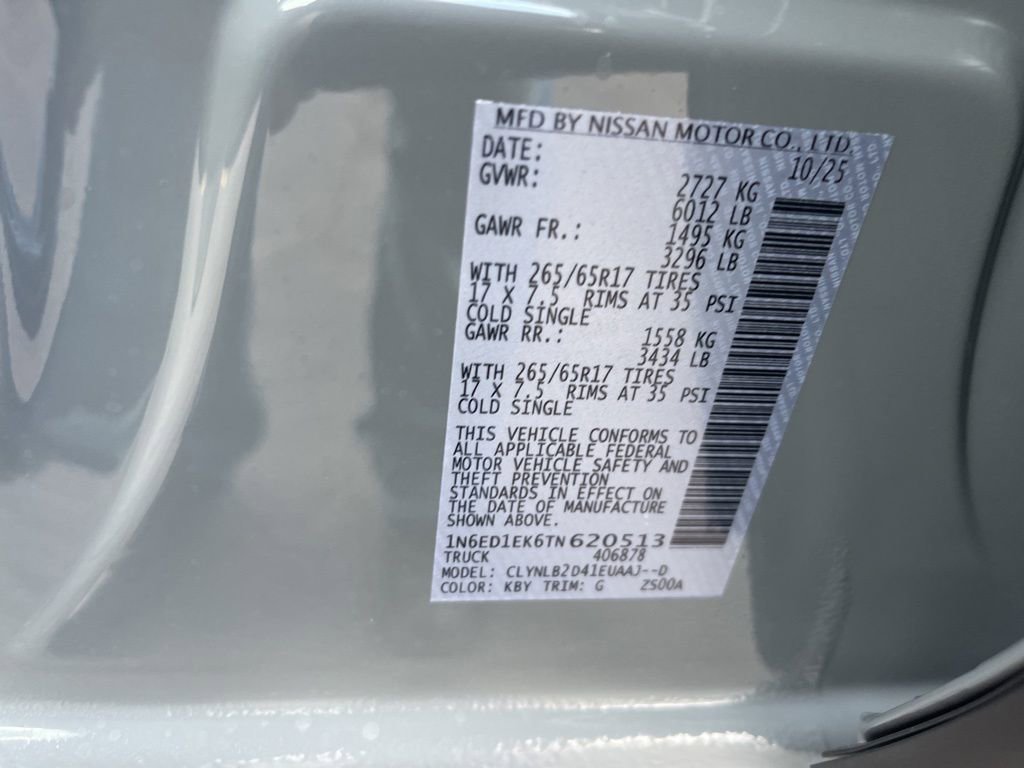 MFD BY NISSAN MOTOR CO., LTD.
DATE: 10/25
GVWR: 2727 KG
6012 LB
GAWR FR.: 1495 KG
3296 LB
WITH 265/65R17 TIRES
17 X 7.5 RIMS AT 35 PSI
COLD SINGLE
GAWR RR.: 1558 KG
3434 LB
WITH 265/65R17 TIRES
17 X 7.5 RIMS AT 35 PSI
COLD SINGLE
THIS VEHICLE CONFORMS TO
ALL APPLICABLE FEDERAL
MOTOR VEHICLE SAFETY AND
THEFT PREVENTION
STANDARDS IN EFFECT ON
THE DATE OF MANUFACTURE
SHOWN ABOVE.
1N6ED1EK6TN620513
TRUCK 406878
MODEL: CLYNLB2D41EUAAJ--D
COLOR: KBY TRIM: G ZS00A